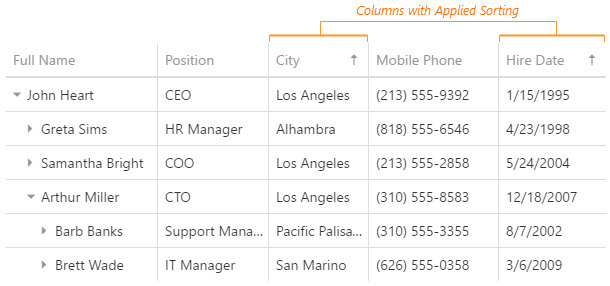 Columns with Applied Sorting
Full Name Position City Mobile Phone Hire Date
John Heart CEO Los Angeles (213) 555-9392 1/15/1995
Greta Sims HR Manager Alhambra (818) 555-6546 4/23/1998
Samantha Bright COO Los Angeles (213) 555-2858 5/24/2004
Arthur Miller CTO Los Angeles (310) 555-8583 12/18/2007
Barb Banks Support Mana... Pacific Palisa... (310) 555-3355 8/7/2002
Brett Wade IT Manager San Marino (626) 555-0358 3/6/2009